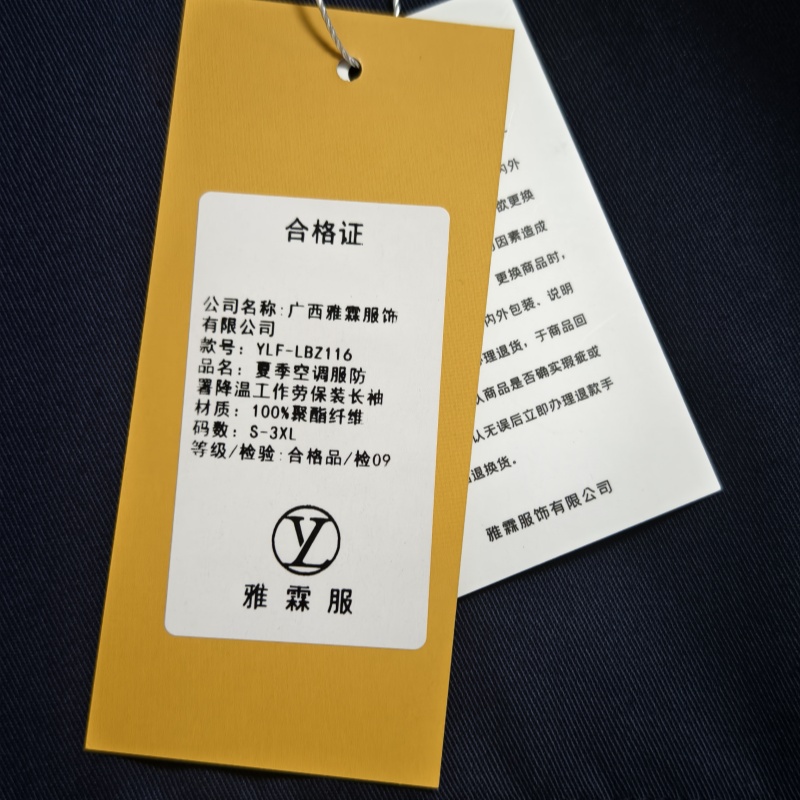 合格证
公司名称:广西雅霖服饰
有限公司
款号: YLF-LBZ116
品名: 夏季空调服防
署降温工作劳保装长袖
材质: 100%聚酯纤维
码数: S-3XL
等级/检验:合格品/检09
雅霖服
内外
欲更换
因素造成
更换商品时,
内外包装、说明
理退货,于商品回
认商品是否确实瑕疵或
认无误后立即办理退款手
退换货。
雅霖服饰有限公司